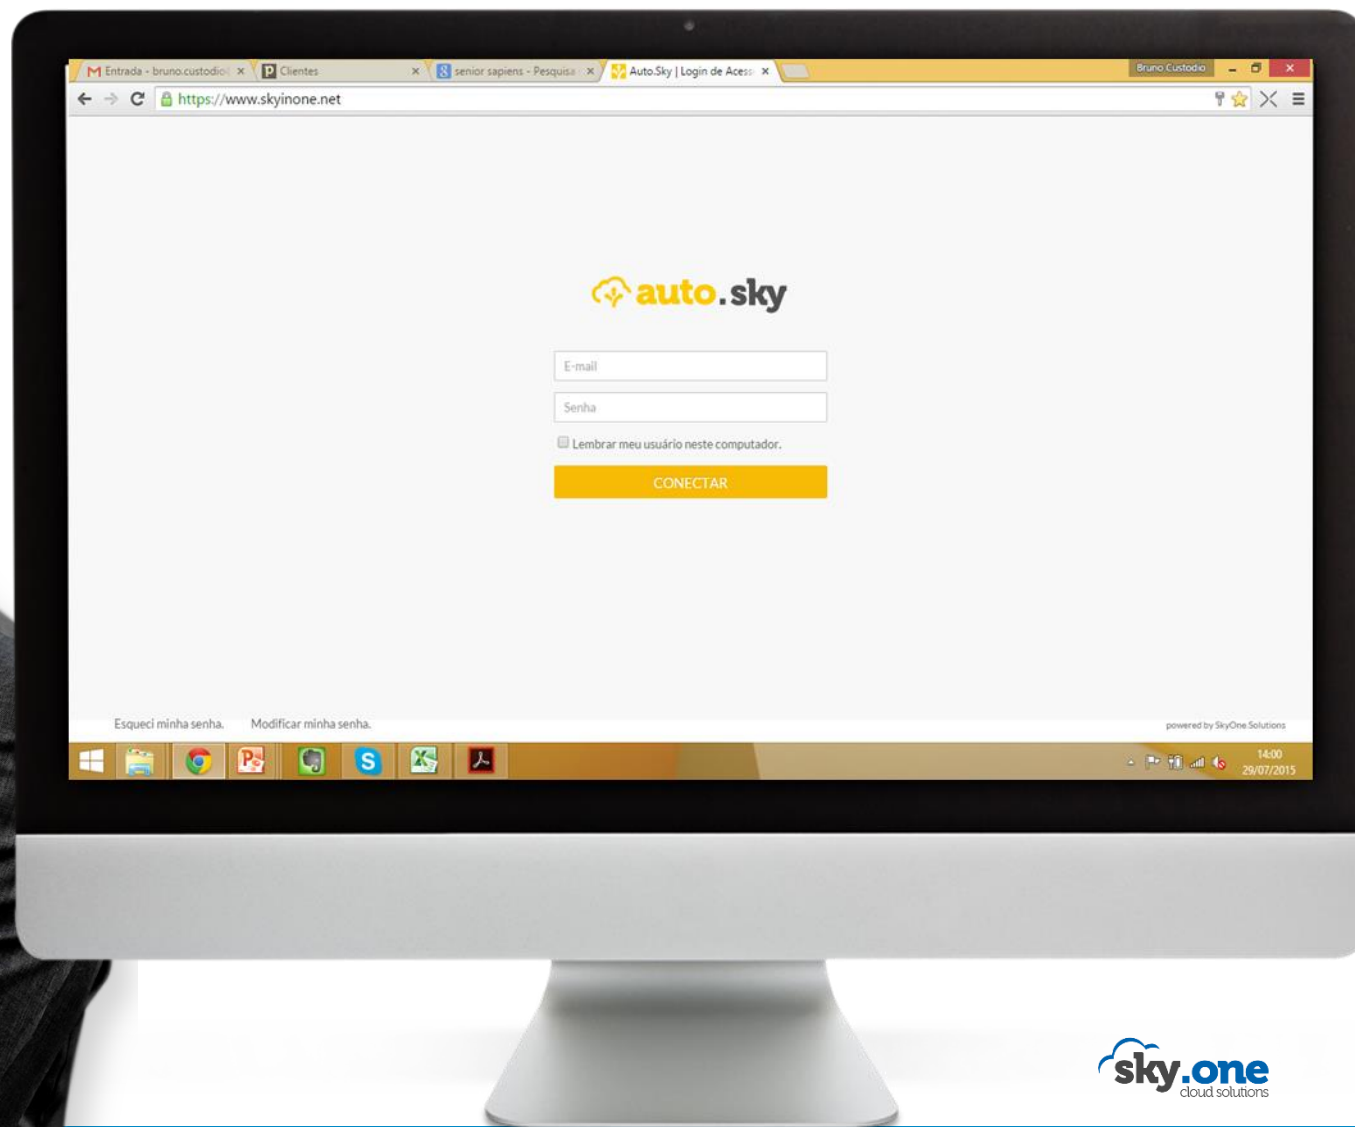 Entrada - bruno.custodio
Clientes
senior sapiens - Pesquisa
Auto.Sky | Login de Acess
Bruno Custodio
https://www.skyinone.net
auto.sky
E-mail
Senha
Lembrar meu usuário neste computador.
CONECTAR
Esqueci minha senha.
Modificar minha senha.
powered by SkyOne Solutions
14:00
29/07/2015
sky.one
cloud solutions